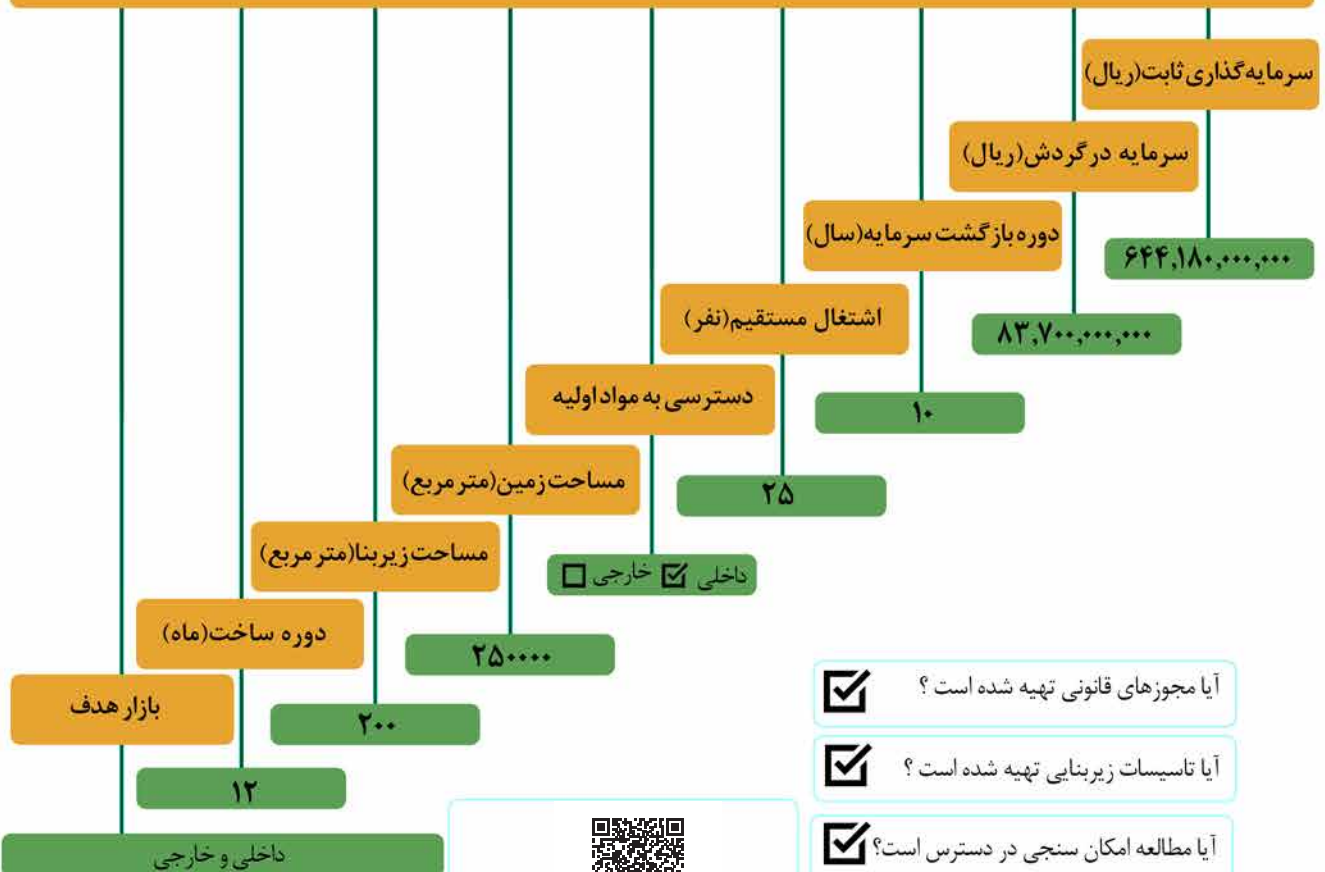 سرمایه‌گذاری ثابت(ریال)
۶۴۴,۱۸۰,۰۰۰,۰۰۰
سرمایه در گردش(ریال)
۸۳,۷۰۰,۰۰۰,۰۰۰
دوره بازگشت سرمایه(سال)
۱۰
اشتغال مستقیم(نفر)
۲۵
دسترسی به مواد اولیه
داخلی ☑ خارجی ☐
مساحت زمین(متر مربع)
۲۵۰۰۰۰
مساحت زیربنا(متر مربع)
۲۰۰
دوره ساخت(ماه)
۱۲
بازار هدف
داخلی و خارجی
آیا مجوزهای قانونی تهیه شده است ؟ ☑
آیا تاسیسات زیربنایی تهیه شده است ؟ ☑
آیا مطالعه امکان سنجی در دسترس است؟ ☑